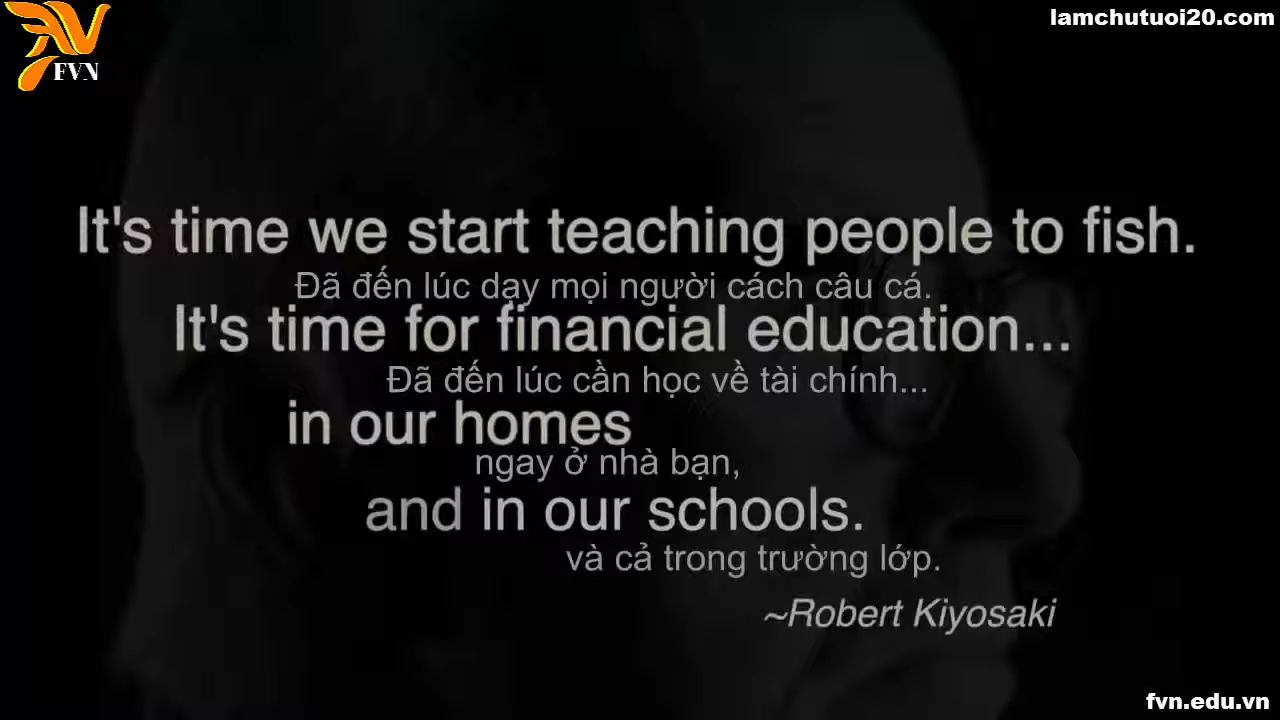 FVN
lamchutuoi20.com
It's time we start teaching people to fish.
Đã đến lúc dạy mọi người cách câu cá.
It's time for financial education...
Đã đến lúc cần học về tài chính...
in our homes
ngay ở nhà bạn,
and in our schools.
và cả trong trường lớp.
~Robert Kiyosaki
fvn.edu.vn